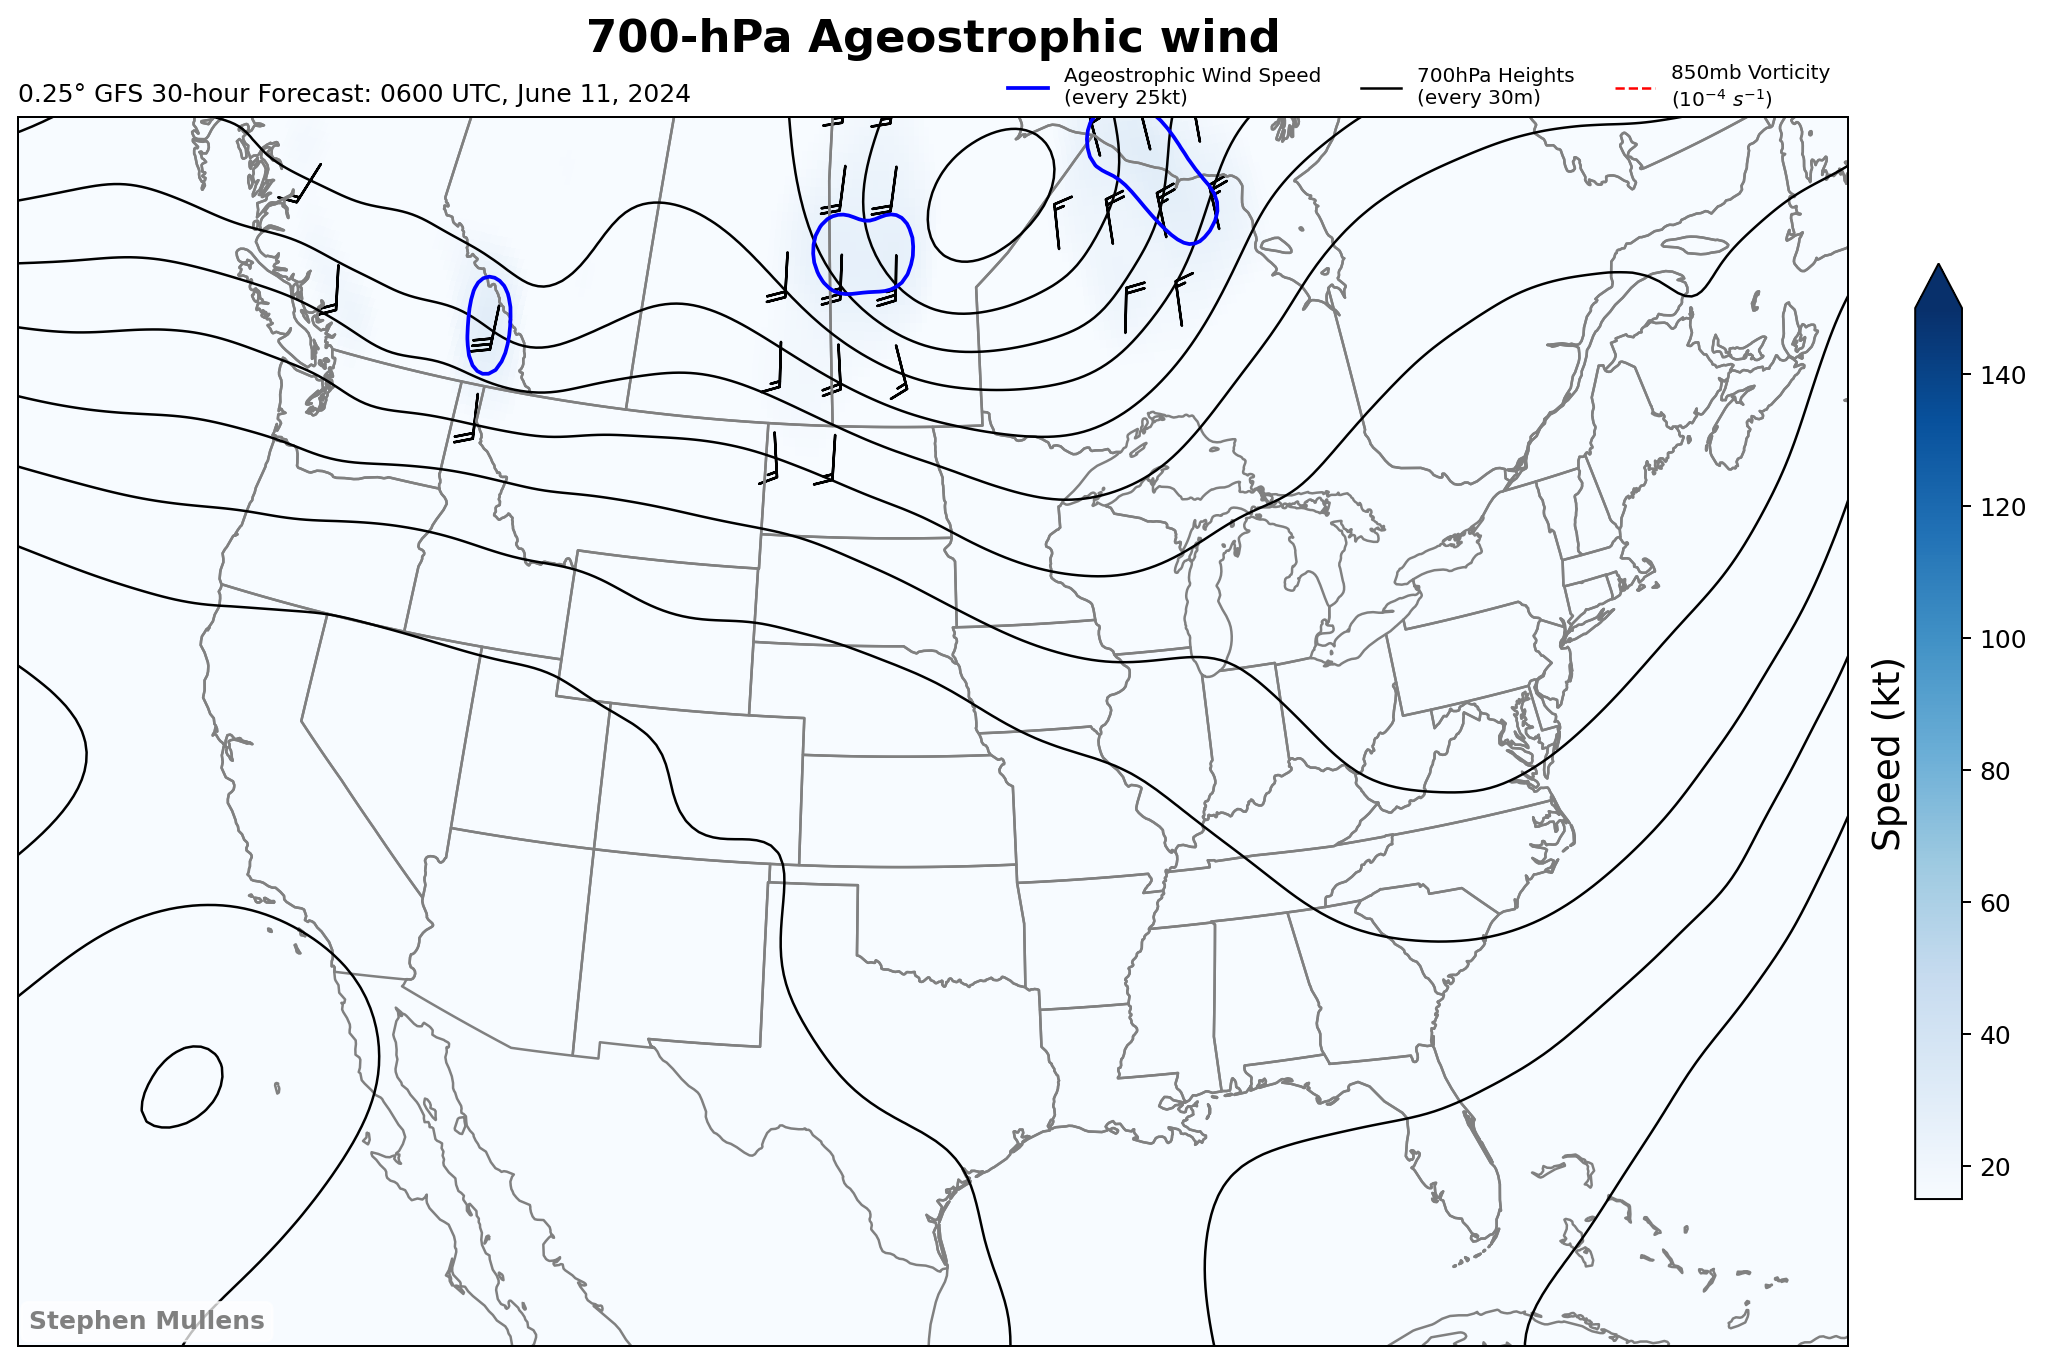 700-hPa Ageostrophic wind
0.25° GFS 30-hour Forecast: 0600 UTC, June 11, 2024
Ageostrophic Wind Speed
(every 25kt)
700hPa Heights
(every 30m)
850mb Vorticity
(10⁻⁴ s⁻¹)
140
120
100
80
60
40
20
Speed (kt)
Stephen Mullens